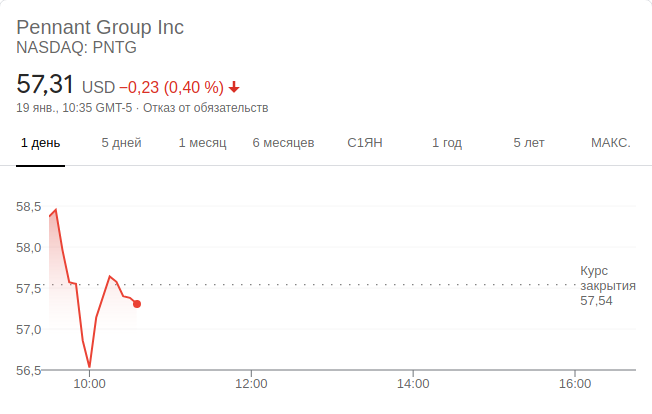 Pennant Group Inc
NASDAQ: PNTG
57,31 USD −0,23 (0,40 %)
19 янв., 10:35 GMT-5 · Отказ от обязательств
1 день 5 дней 1 месяц 6 месяцев С1ЯН 1 год 5 лет МАКС.
58,5
58,0
57,5
57,0
56,5
Курс
закрытия
57,54
10:00 12:00 14:00 16:00